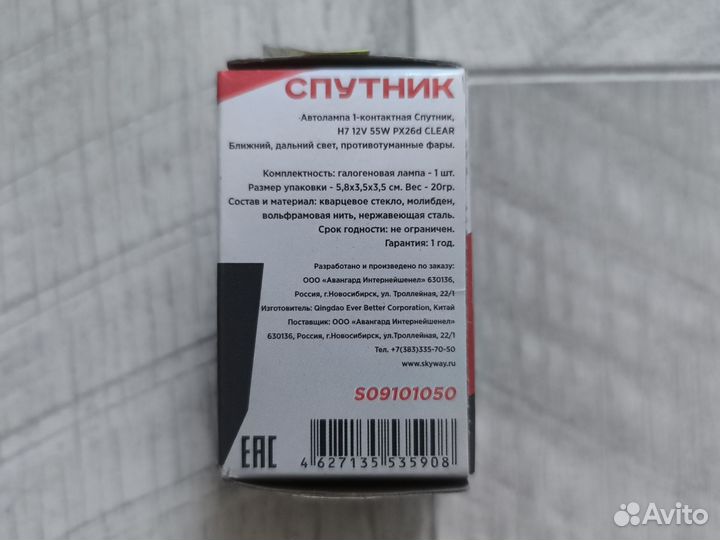 СПУТНИК
Автолампа 1-контактная Спутник,
H7 12V 55W PX26d CLEAR
Ближний, дальний свет, противотуманные фары.
Комплектность: галогеновая лампа - 1 шт.
Размер упаковки - 5,8х3,5х3,5 см. Вес - 20гр.
Состав и материал: кварцевое стекло, молибден,
вольфрамовая нить, нержавеющая сталь.
Срок годности: не ограничен.
Гарантия: 1 год.
Разработано и произведено по заказу:
ООО «Авангард Интернейшенел» 630136,
Россия, г.Новосибирск, ул. Троллейная, 22/1
Изготовитель: Qingdao Ever Better Corporation, Китай
Поставщик: ООО «Авангард Интернейшенел»
630136, Россия, г.Новосибирск, ул. Троллейная, 22/1
Тел. +7(383)335-70-50
www.skyway.ru
S09101050
EAC
4 627135 535908
Avito